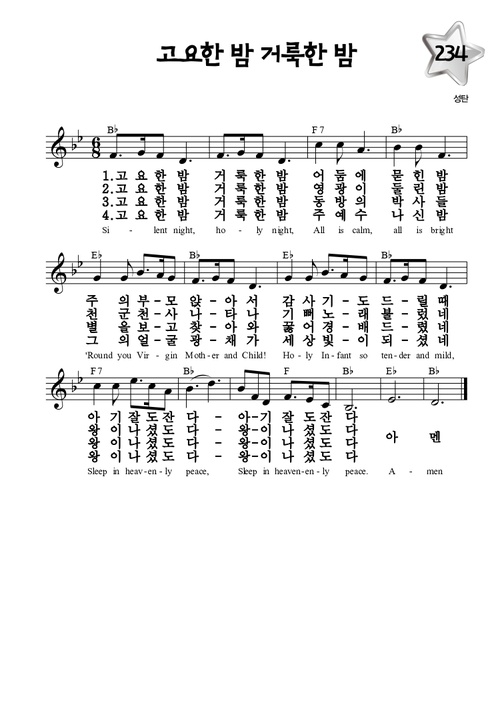 고요한 밤 거룩한 밤
234
성탄
B♭ F7 B♭
6
8
1.고 요 한 밤 거 룩 한 밤 어 둠 에 묻 힌 밤
2.고 요 한 밤 거 룩 한 밤 영 광 이 둘 린 밤
3.고 요 한 밤 거 룩 한 밤 동 방 의 박 사 들
4.고 요 한 밤 거 룩 한 밤 주 예 수 나 신 밤
Si - lent night, ho - ly night, All is calm, all is bright
E♭ B♭ E♭ B♭
주 의 부-모 앉-아 서 감 사 기-도 드-릴 때
천 군 천-사 나-타 나 기 뻐 노-래 불-렀 네
별 을 보-고 찾-아 와 꿇 어 경-배 드-렸 네
그 의 얼-굴 광-채 가 세 상 빛-이 되-셨 네
'Round you Vir - gin Moth-er and Child! Ho - ly In-fant so ten-der and mild,
F7 B♭ F B♭ E♭ B♭
아 기 잘 도 잔 다-아-기 잘 도 잔 다
왕 이 나 셨 도 다-왕-이 나 셨 도 다
왕 이 나 셨 도 다-왕-이 나 셨 도 다 아 멘
왕 이 나 셨 도 다-왕-이 나 셨 도 다
Sleep in heav-en-ly peace, Sleep in heaven-en-ly peace. A - men